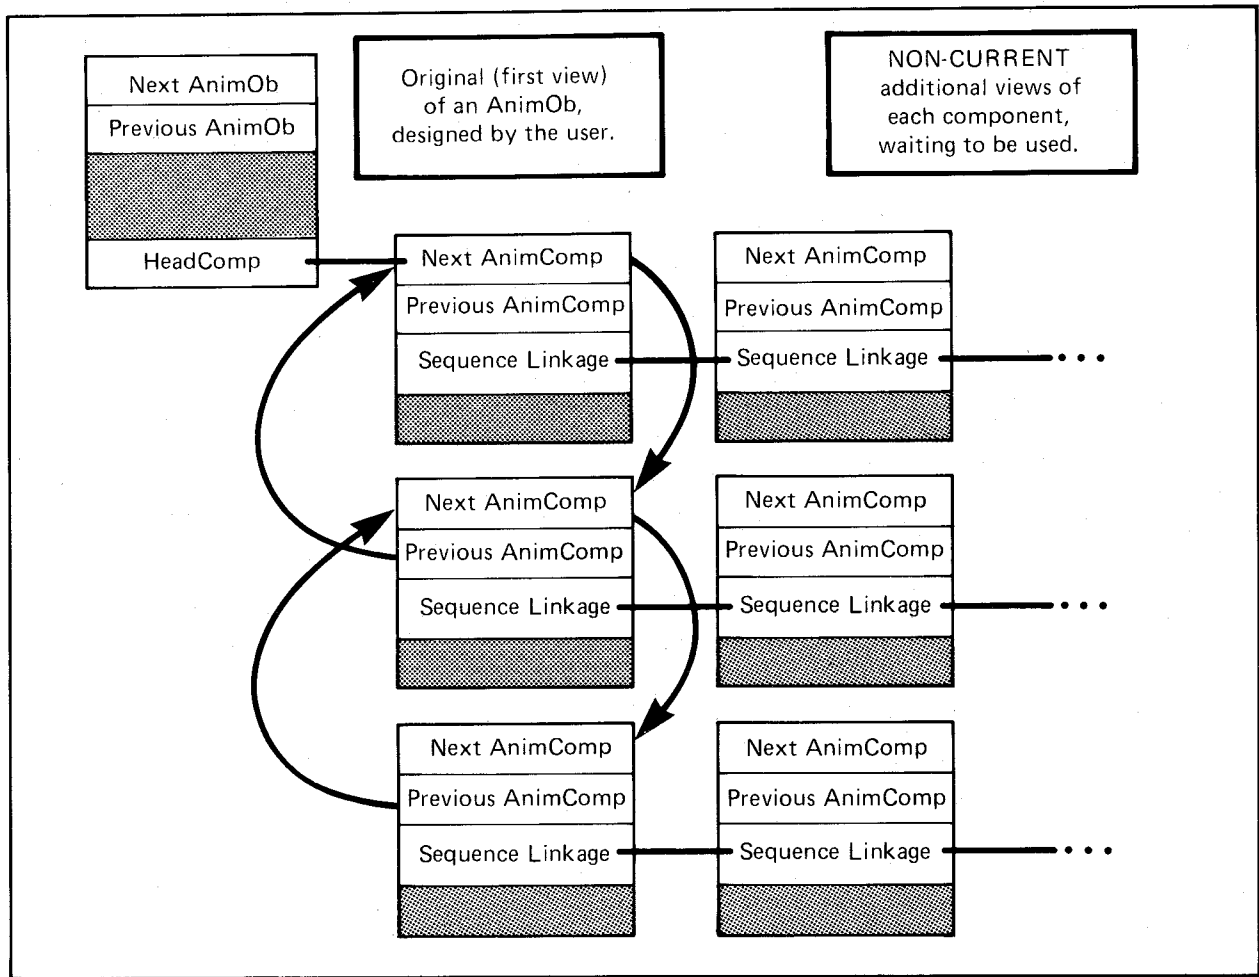 Next AnimOb
Previous AnimOb
HeadComp
Original (first view)
of an AnimOb,
designed by the user.
NON-CURRENT
additional views of
each component,
waiting to be used.
Next AnimComp
Previous AnimComp
Sequence Linkage
Next AnimComp
Previous AnimComp
Sequence Linkage
Next AnimComp
Previous AnimComp
Sequence Linkage
Next AnimComp
Previous AnimComp
Sequence Linkage
Next AnimComp
Previous AnimComp
Sequence Linkage
Next AnimComp
Previous AnimComp
Sequence Linkage